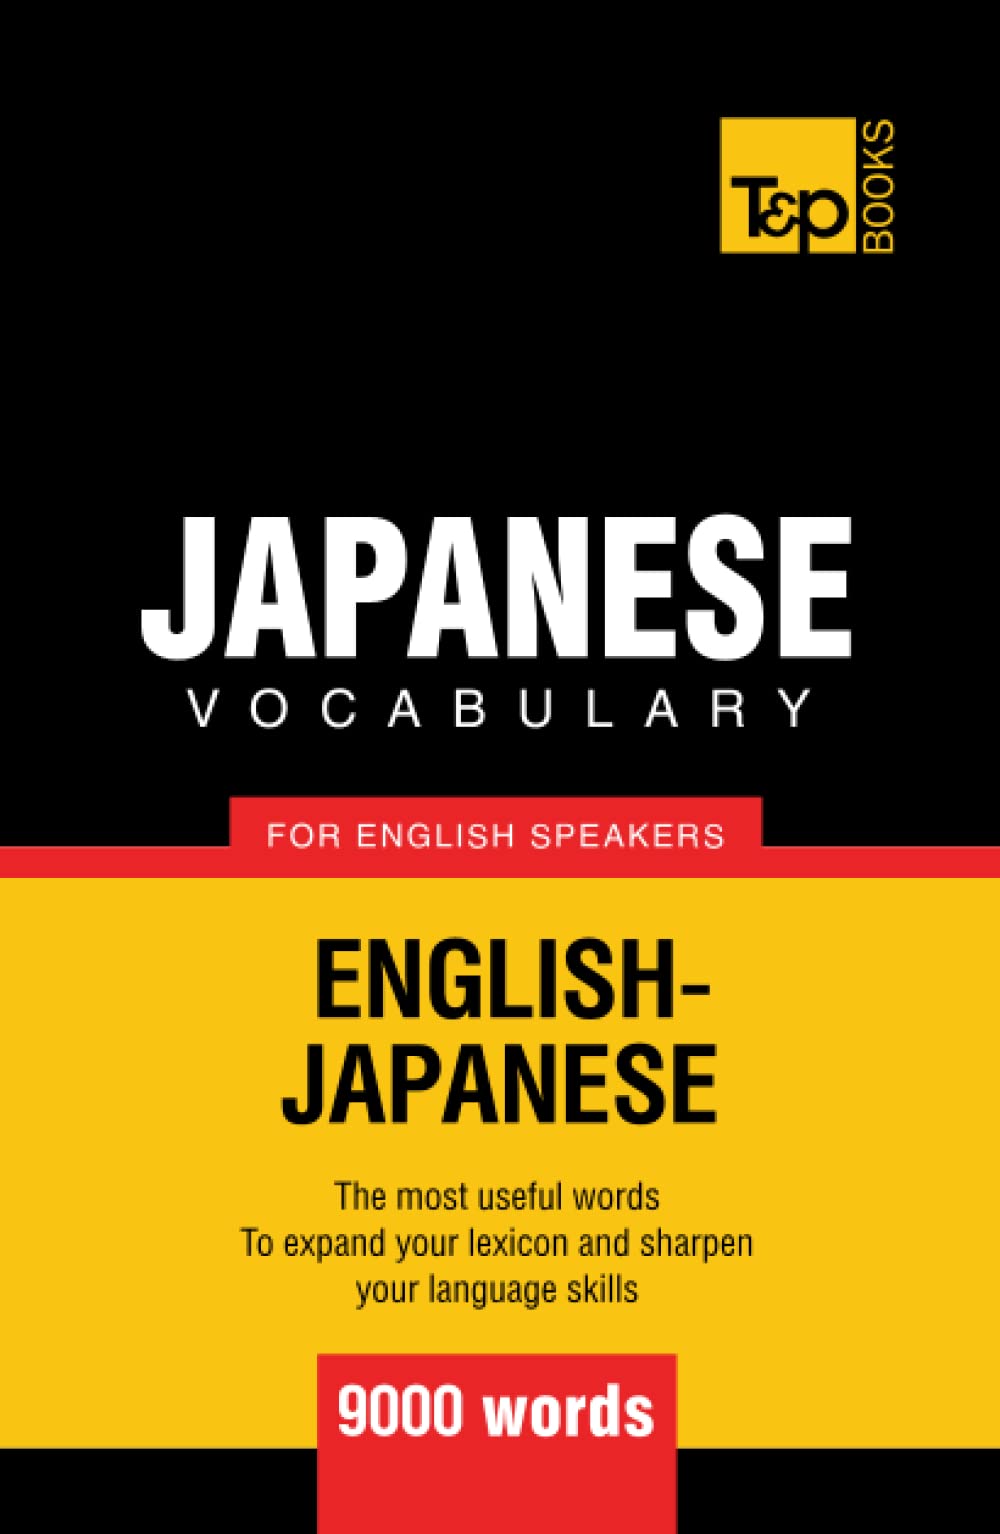 T&P BOOKS
JAPANESE
VOCABULARY
FOR ENGLISH SPEAKERS
ENGLISH-
JAPANESE
The most useful words
To expand your lexicon and sharpen
your language skills
9000 words